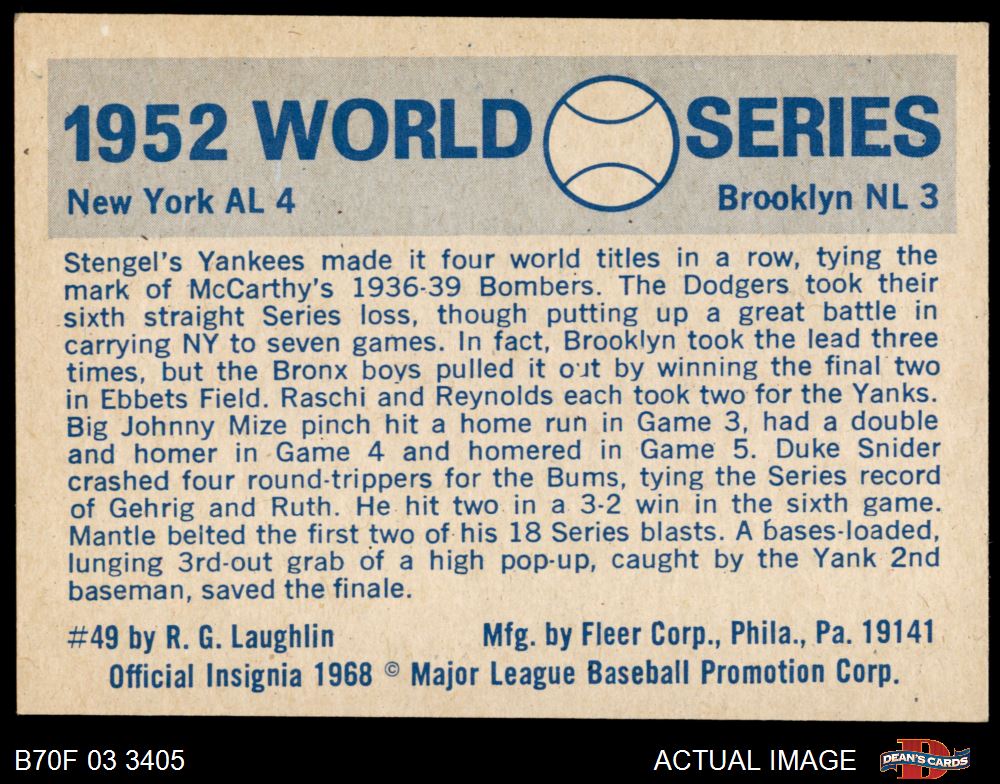 1952 WORLD SERIES
New York AL 4 Brooklyn NL 3
Stengel's Yankees made it four world titles in a row, tying the
mark of McCarthy's 1936-39 Bombers. The Dodgers took their
sixth straight Series loss, though putting up a great battle in
carrying NY to seven games. In fact, Brooklyn took the lead three
times, but the Bronx boys pulled it out by winning the final two
in Ebbets Field. Raschi and Reynolds each took two for the Yanks.
Big Johnny Mize pinch hit a home run in Game 3, had a double
and homer in Game 4 and homered in Game 5. Duke Snider
crashed four round-trippers for the Bums, tying the Series record
of Gehrig and Ruth. He hit two in a 3-2 win in the sixth game.
Mantle belted the first two of his 18 Series blasts. A bases-loaded,
lunging 3rd-out grab of a high pop-up, caught by the Yank 2nd
baseman, saved the finale.
#49 by R. G. Laughlin Mfg. by Fleer Corp., Phila., Pa. 19141
Official Insignia 1968 © Major League Baseball Promotion Corp.
B70F 03 3405 ACTUAL IMAGE D DEAN'S CARDS